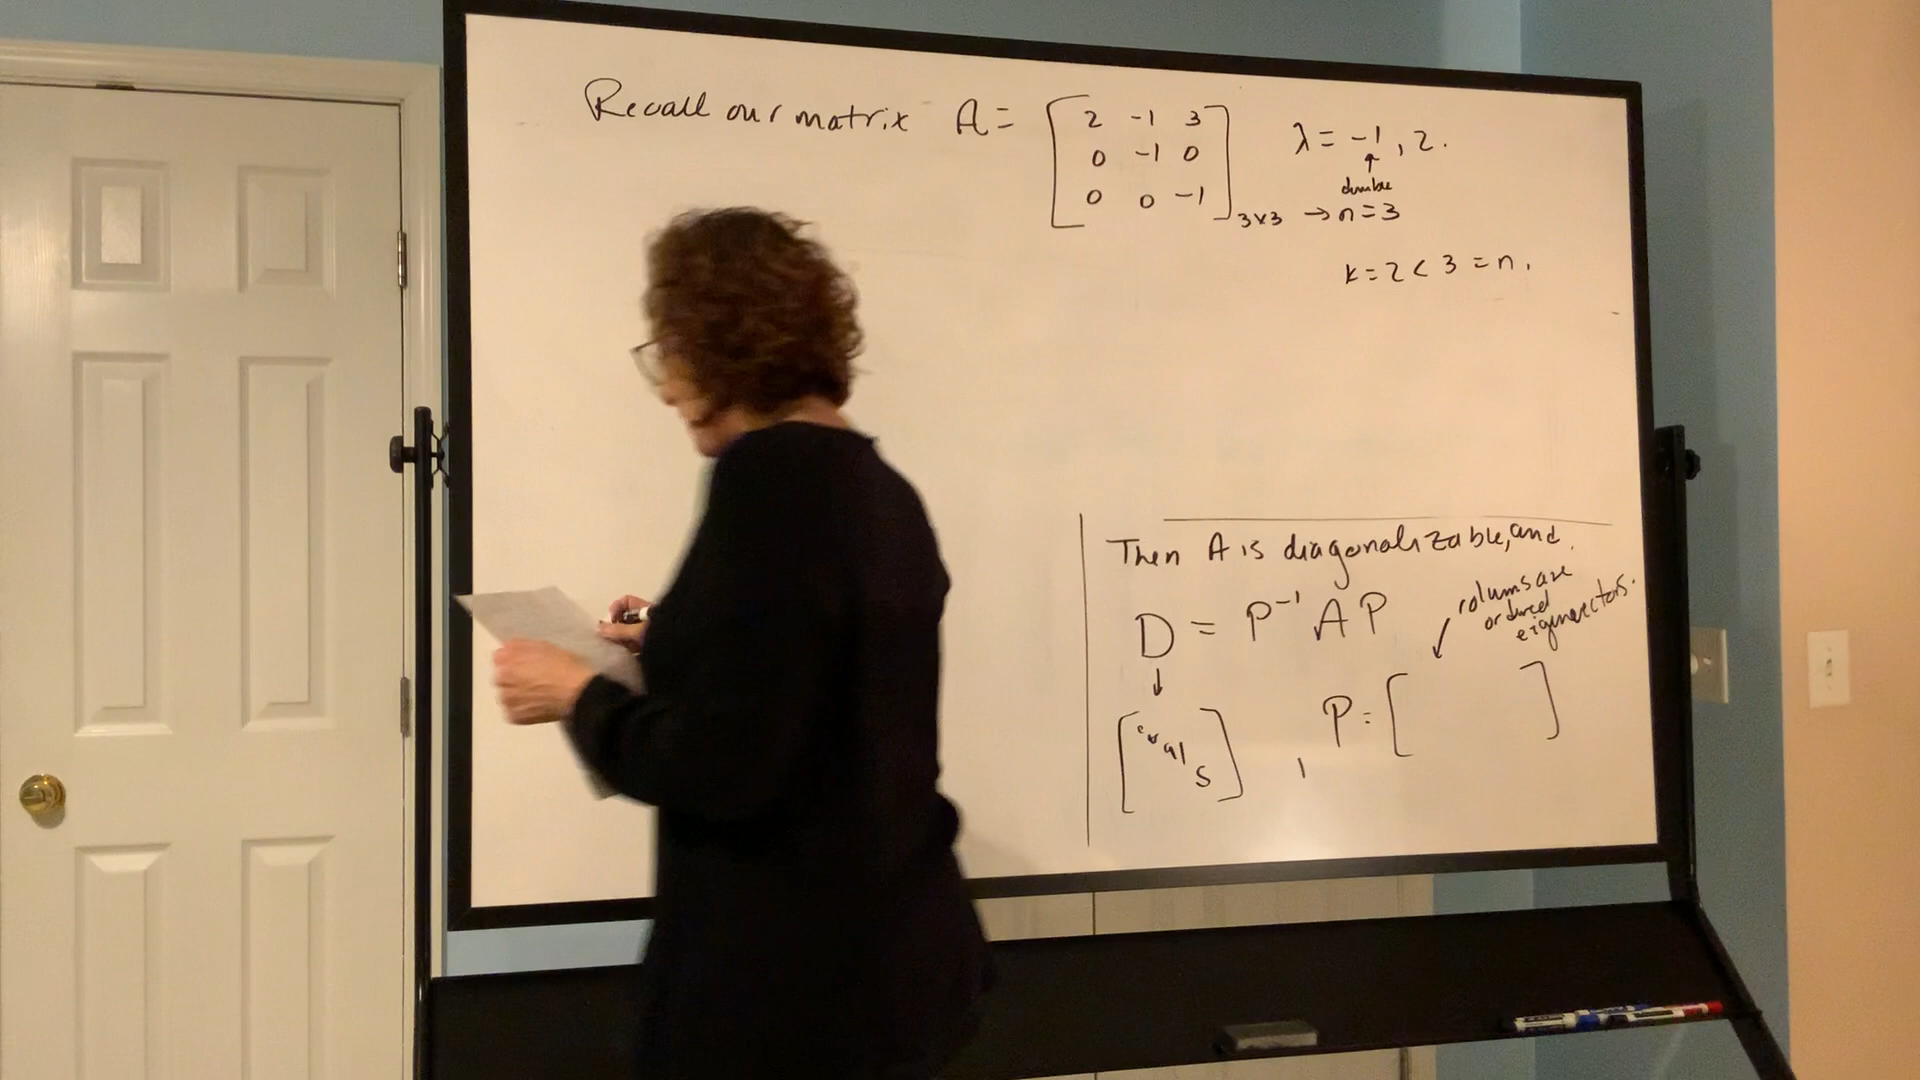 Recall our matrix A = [ 2 -1 3
0 -1 0
0 0 -1 ] 3x3 → n = 3
λ = -1, 2.
↑
double
k = 2 < 3 = n.
Then A is diagonalizable, and
D = P⁻¹ A P
columns are
ordered
eigenvectors.
↓
[ evals ] , P = [ ]